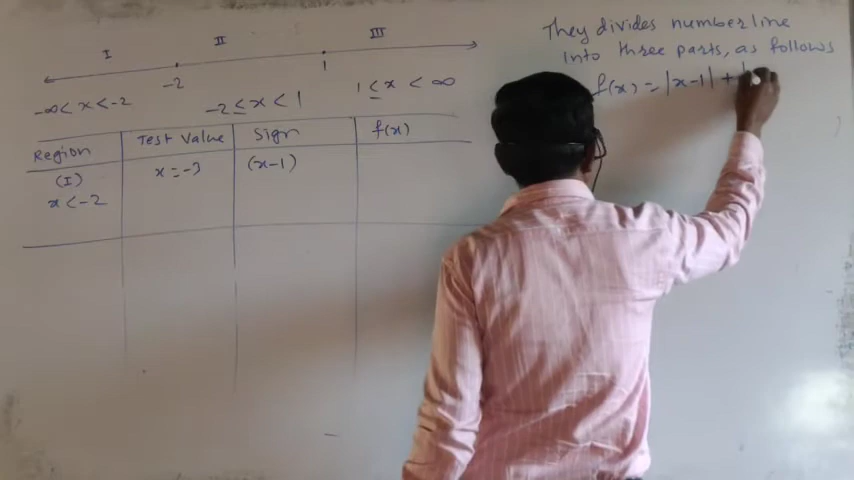 They divides number line
into three parts, as follows
f(x) = |x-1| + |
I II III
-2 1
-∞ < x < -2 -2 ≤ x < 1 1 ≤ x < ∞
Region Test Value Sign f(x)
(I) x = -3 (x-1)
x < -2